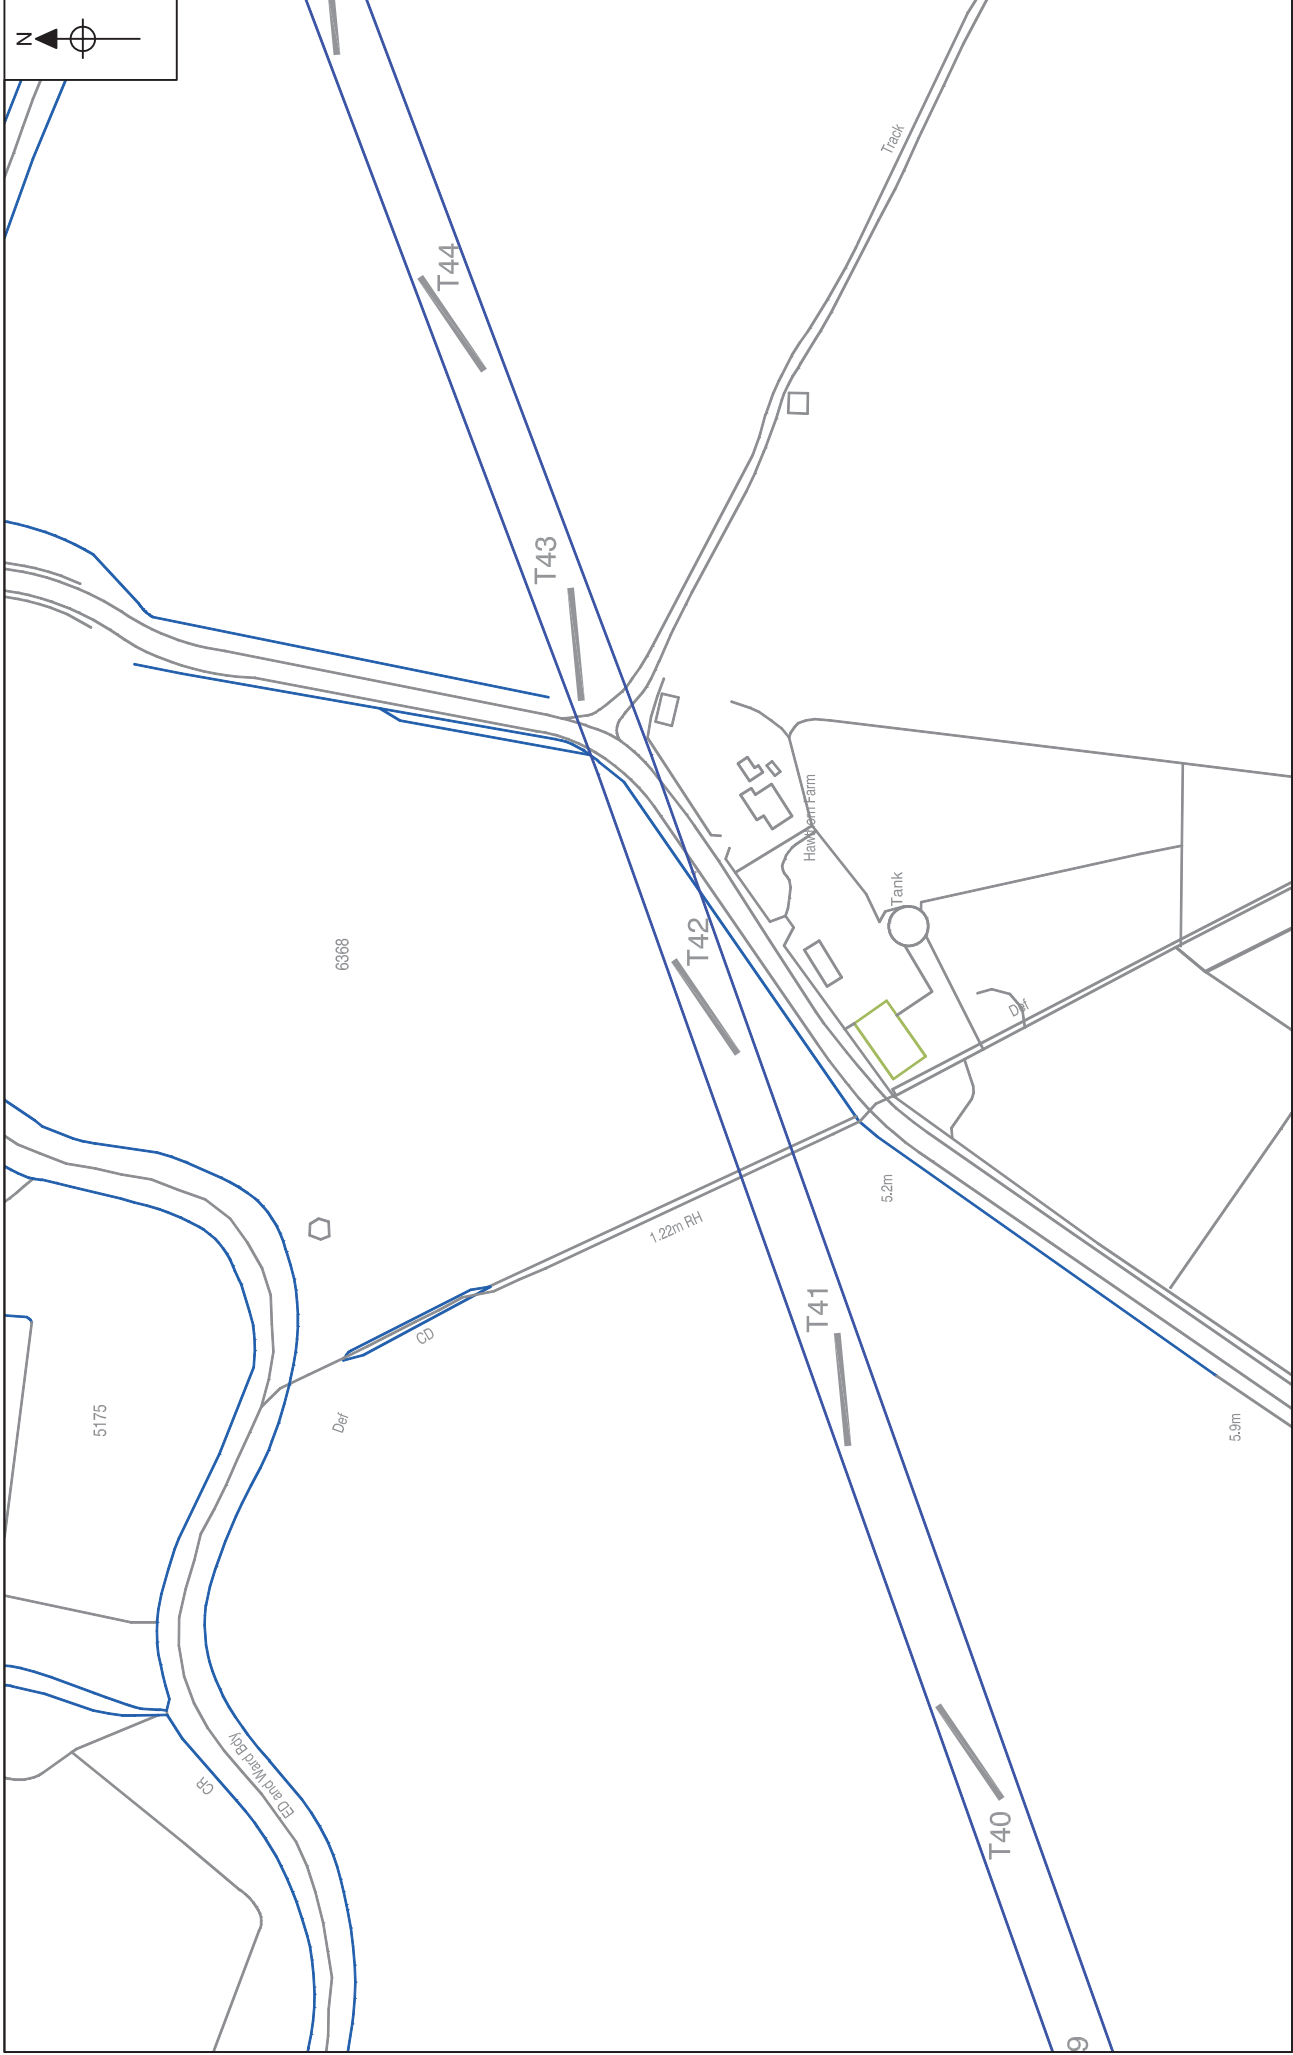 N
T44
Track
T43
Hawthorn Farm
Tank
T42
6368
Def
5.2m
1.22m RH
T41
CD
Def
5175
5.9m
ED and Ward Bdy
CR
T40
9